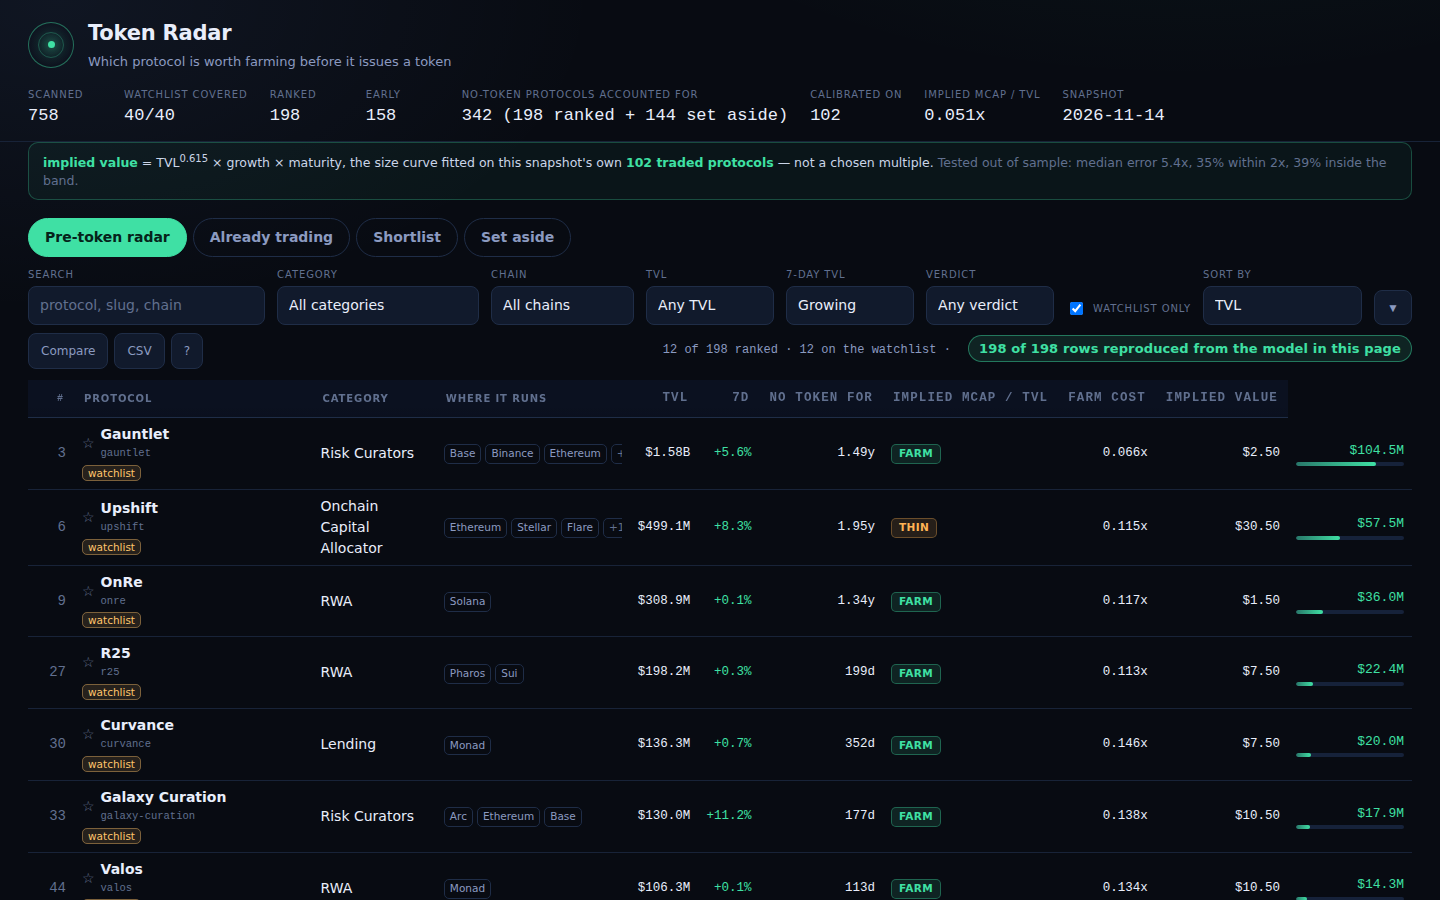 Token Radar
Which protocol is worth farming before it issues a token
SCANNED WATCHLIST COVERED RANKED EARLY NO-TOKEN PROTOCOLS ACCOUNTED FOR CALIBRATED ON IMPLIED MCAP / TVL SNAPSHOT
758 40/40 198 158 342 (198 ranked + 144 set aside) 102 0.051x 2026-11-14
implied value = TVL^0.615 × growth × maturity, the size curve fitted on this snapshot's own 102 traded protocols — not a chosen multiple. Tested out of sample: median error 5.4x, 35% within 2x, 39% inside the
band.
Pre-token radar Already trading Shortlist Set aside
SEARCH CATEGORY CHAIN TVL 7-DAY TVL VERDICT SORT BY
protocol, slug, chain All categories All chains Any TVL Growing Any verdict WATCHLIST ONLY TVL ▼
Compare CSV ? 12 of 198 ranked · 12 on the watchlist · 198 of 198 rows reproduced from the model in this page
# PROTOCOL CATEGORY WHERE IT RUNS TVL 7D NO TOKEN FOR IMPLIED MCAP / TVL FARM COST IMPLIED VALUE
3 ☆ Gauntlet
gauntlet
watchlist
Risk Curators Base Binance Ethereum + $1.58B +5.6% 1.49y FARM 0.066x $2.50 $104.5M
6 ☆ Upshift
upshift
watchlist
Onchain
Capital
Allocator
Ethereum Stellar Flare +1 $499.1M +8.3% 1.95y THIN 0.115x $30.50 $57.5M
9 ☆ OnRe
onre
watchlist
RWA Solana $308.9M +0.1% 1.34y FARM 0.117x $1.50 $36.0M
27 ☆ R25
r25
watchlist
RWA Pharos Sui $198.2M +0.3% 199d FARM 0.113x $7.50 $22.4M
30 ☆ Curvance
curvance
watchlist
Lending Monad $136.3M +0.7% 352d FARM 0.146x $7.50 $20.0M
33 ☆ Galaxy Curation
galaxy-curation
watchlist
Risk Curators Arc Ethereum Base $130.0M +11.2% 177d FARM 0.138x $10.50 $17.9M
44 ☆ Valos
valos
RWA Monad $106.3M +0.1% 113d FARM 0.134x $10.50 $14.3M